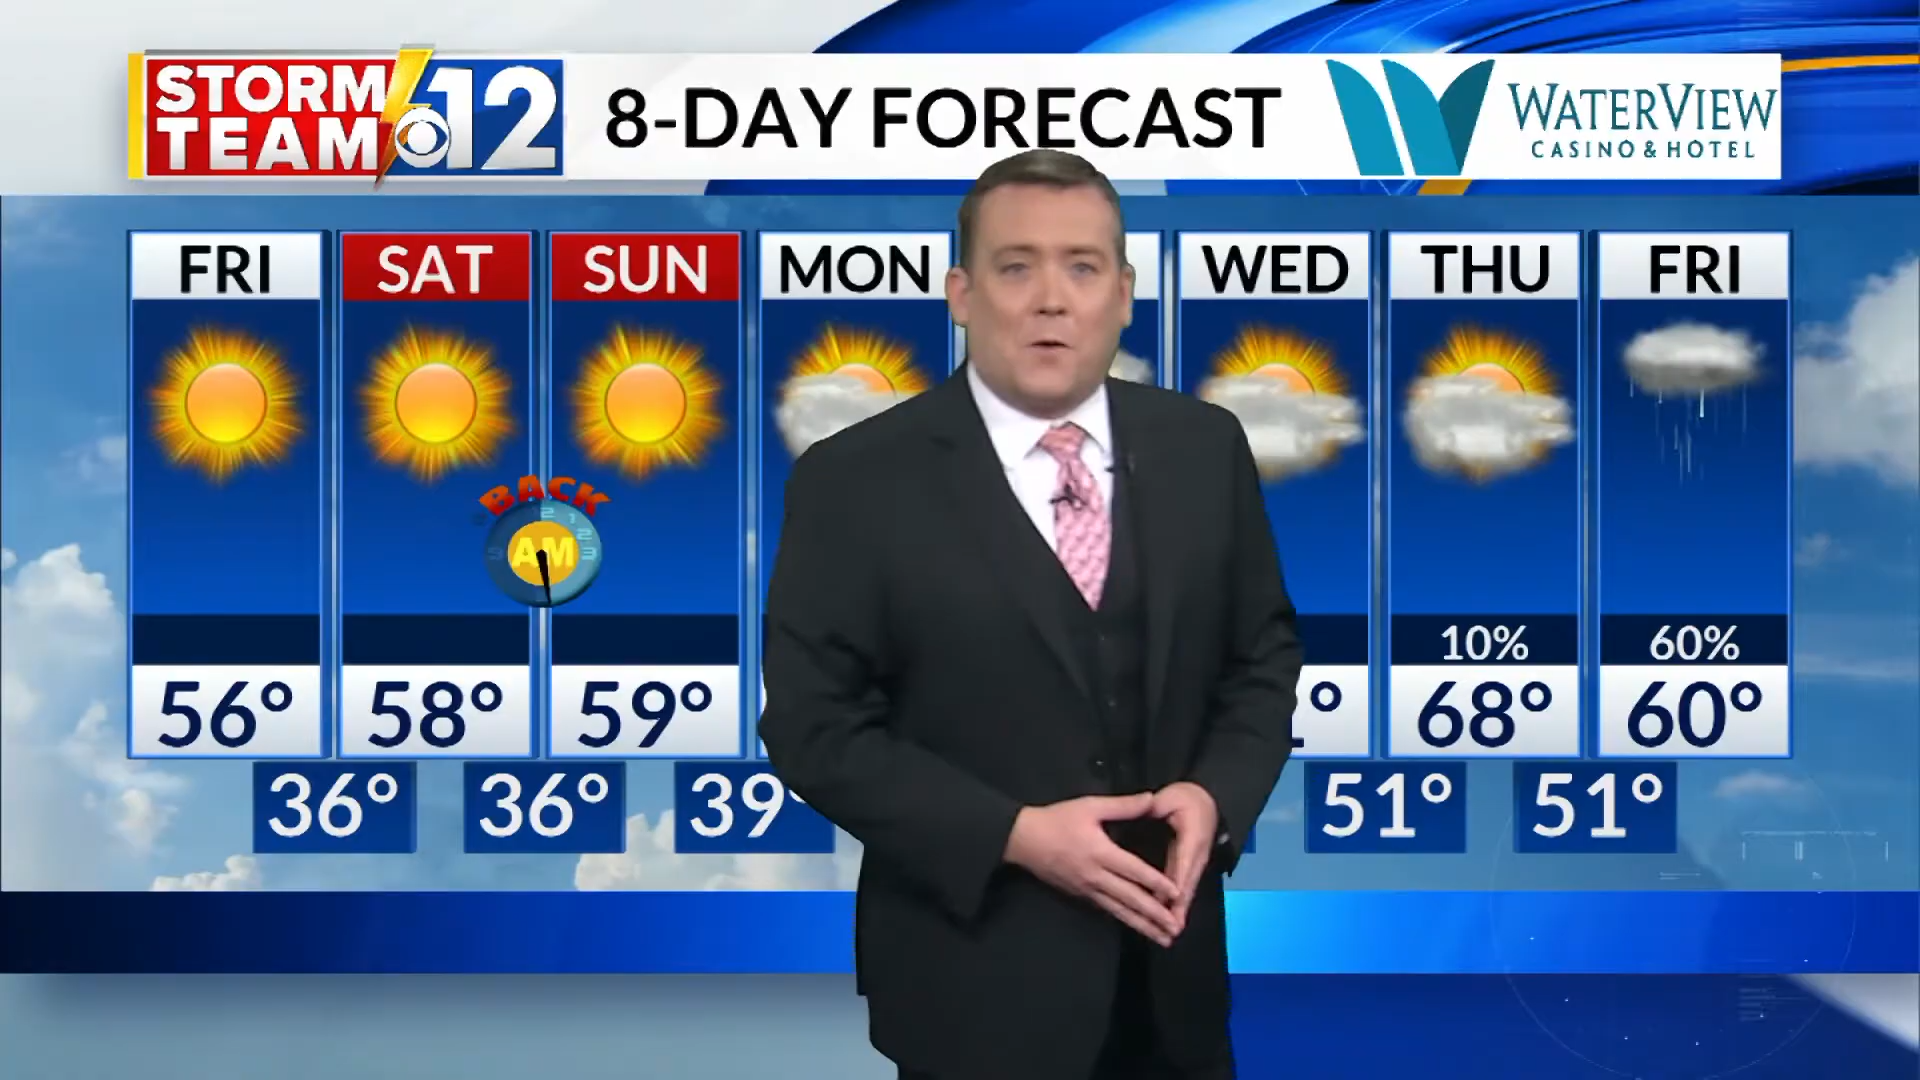 STORM
TEAM
12
8-DAY FORECAST
WATERVIEW
CASINO & HOTEL
FRI
SAT
SUN
MON
WED
THU
FRI
BACK
AM
10%
60%
56°
58°
59°
68°
60°
36°
36°
39°
51°
51°